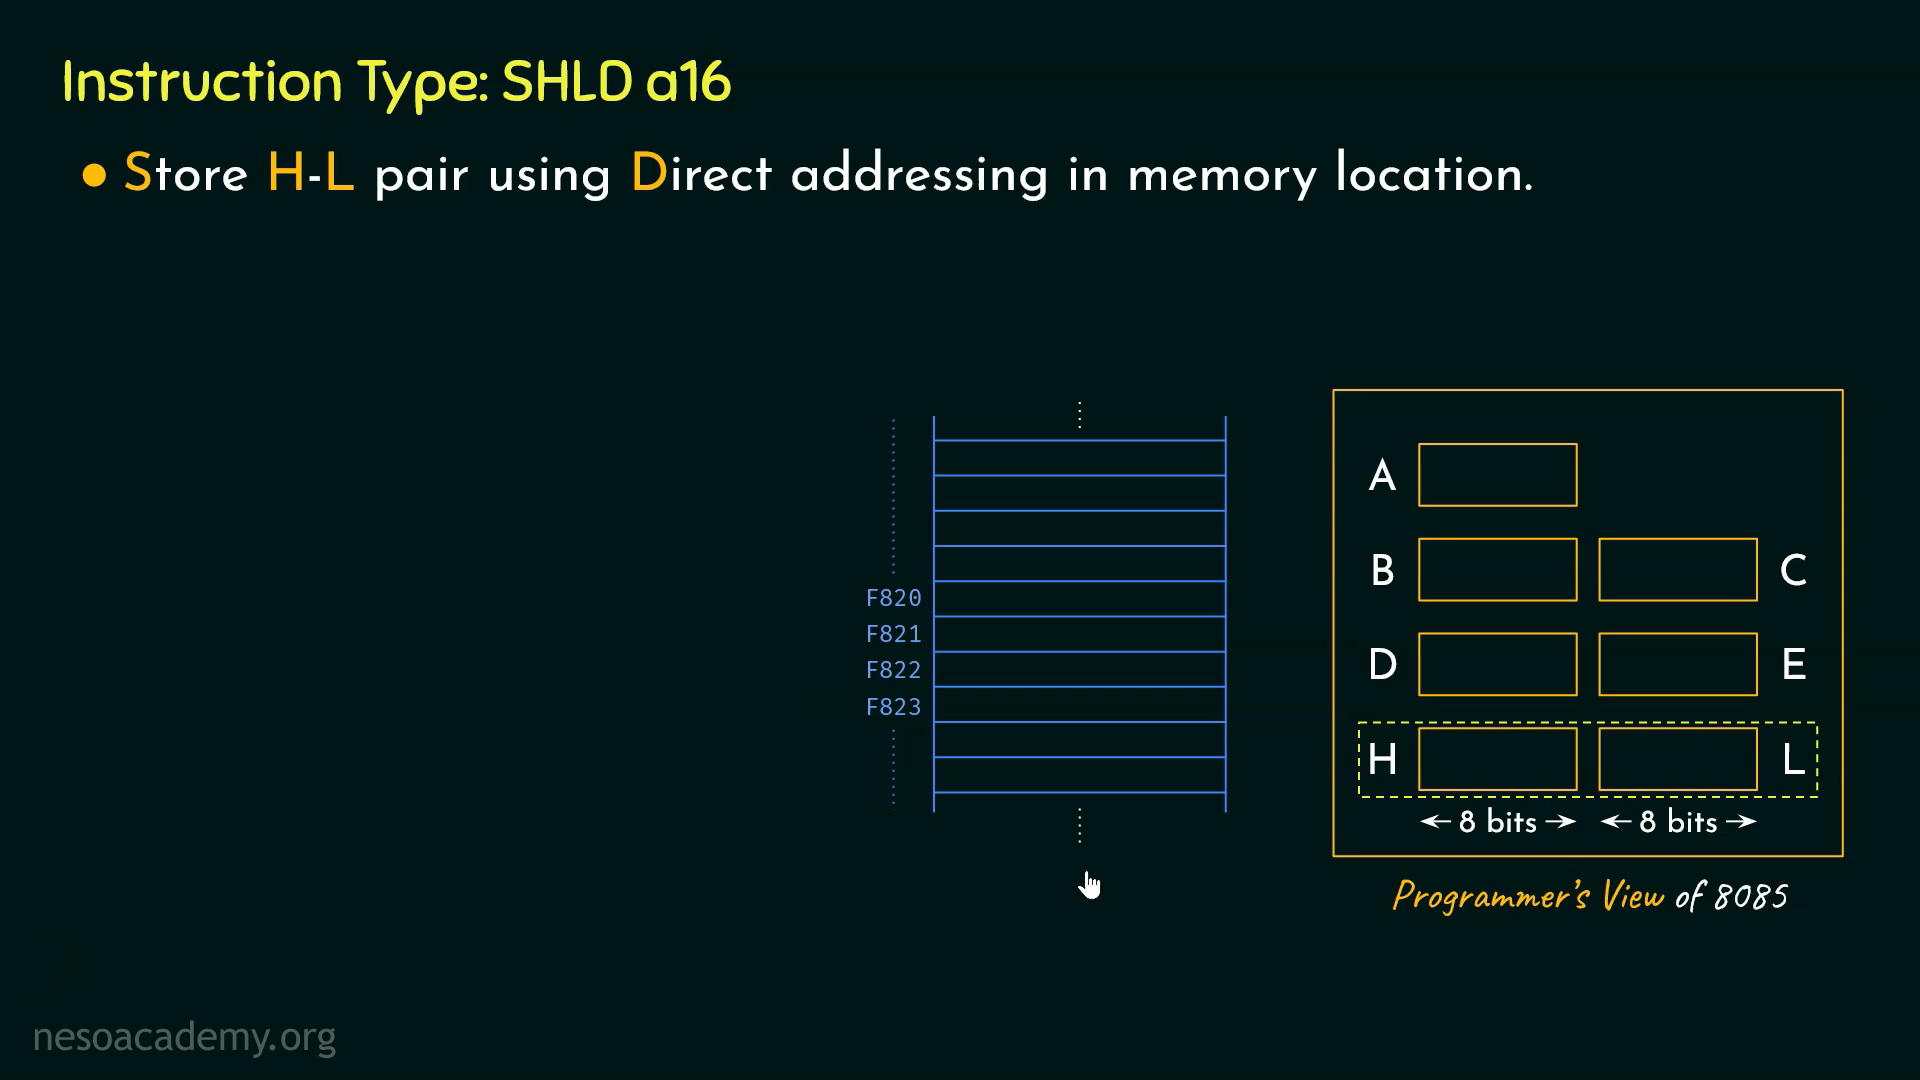 Instruction Type: SHLD a16
● Store H-L pair using Direct addressing in memory location.
F820
F821
F822
F823
A
B C
D E
H L
8 bits 8 bits
Programmer's View of 8085
nesoacademy.org